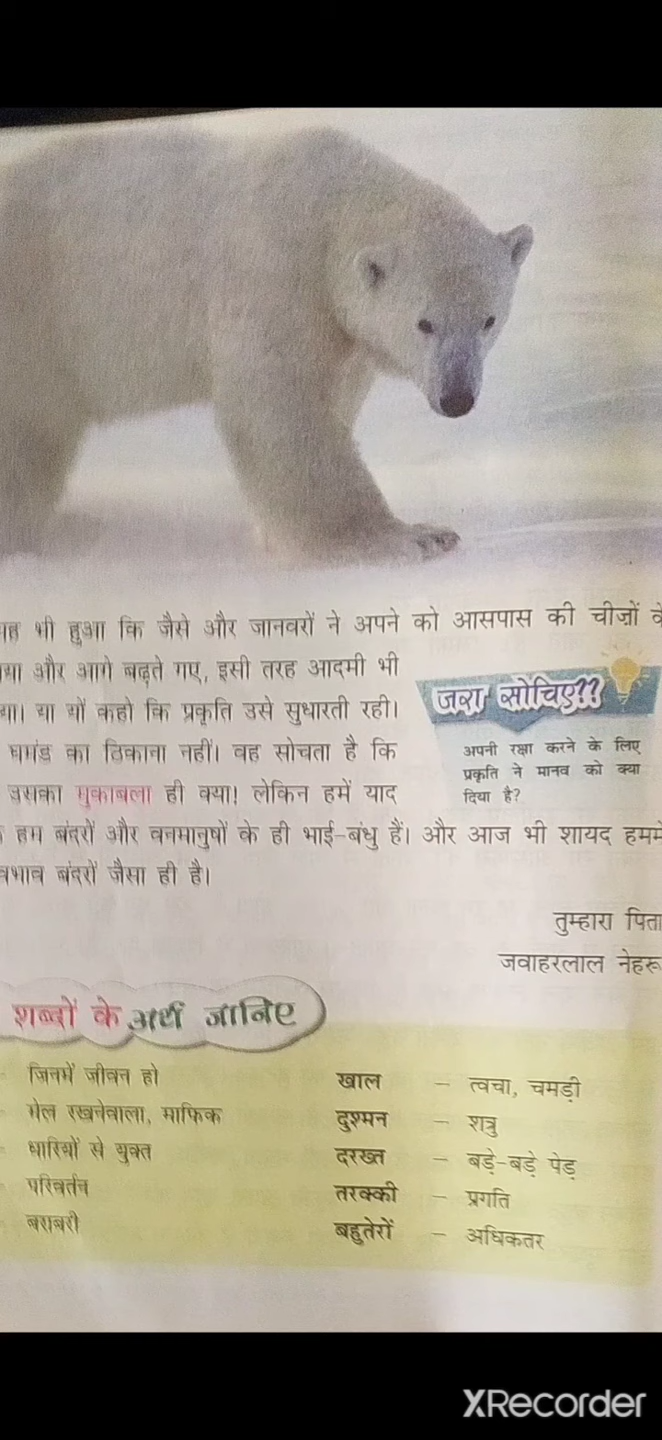 यह भी हुआ कि जैसे और जानवरों ने अपने को आसपास की चीज़ों के
या और आगे बढ़ते गए, इसी तरह आदमी भी
या। या यों कहो कि प्रकृति उसे सुधारती रही।
घमंड का ठिकाना नहीं। वह सोचता है कि
उसका मुकाबला ही क्या! लेकिन हमें याद
जरा सोचिए??
अपनी रक्षा करने के लिए
प्रकृति ने मानव को क्या
दिया है?
हम बंदरों और वनमानुषों के ही भाई-बंधु हैं। और आज भी शायद हममें
बंदरों जैसा ही है।
तुम्हारा पिता
जवाहरलाल नेहरू
शब्दों के अर्थ जानिए
- जिनमें जीवन हो
- मेल रखनेवाला, माफिक
- धारियों से युक्त
- परिवर्तन
- बराबरी
खाल - त्वचा, चमड़ी
दुश्मन - शत्रु
दरख्त - बड़े-बड़े पेड़
तरक्की - प्रगति
बहुतेरों - अधिकतर
XRecorder